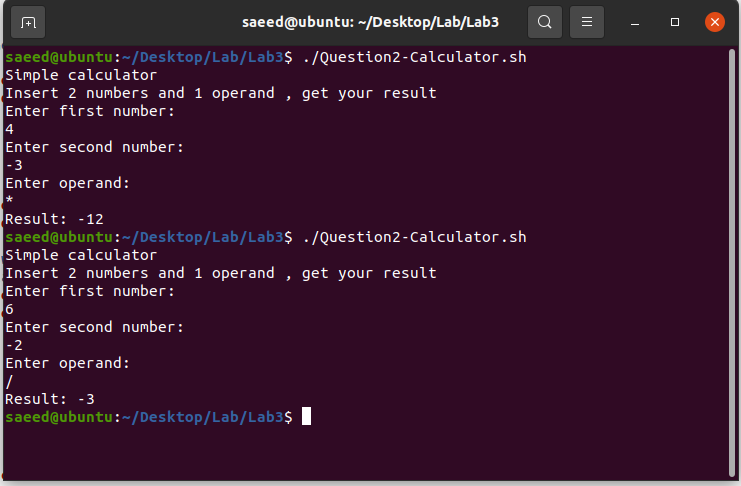 saeed@ubuntu: ~/Desktop/Lab/Lab3
saeed@ubuntu:~/Desktop/Lab/Lab3$ ./Question2-Calculator.sh
Simple calculator
Insert 2 numbers and 1 operand , get your result
Enter first number:
4
Enter second number:
-3
Enter operand:
*
Result: -12
saeed@ubuntu:~/Desktop/Lab/Lab3$ ./Question2-Calculator.sh
Simple calculator
Insert 2 numbers and 1 operand , get your result
Enter first number:
6
Enter second number:
-2
Enter operand:
/
Result: -3
saeed@ubuntu:~/Desktop/Lab/Lab3$